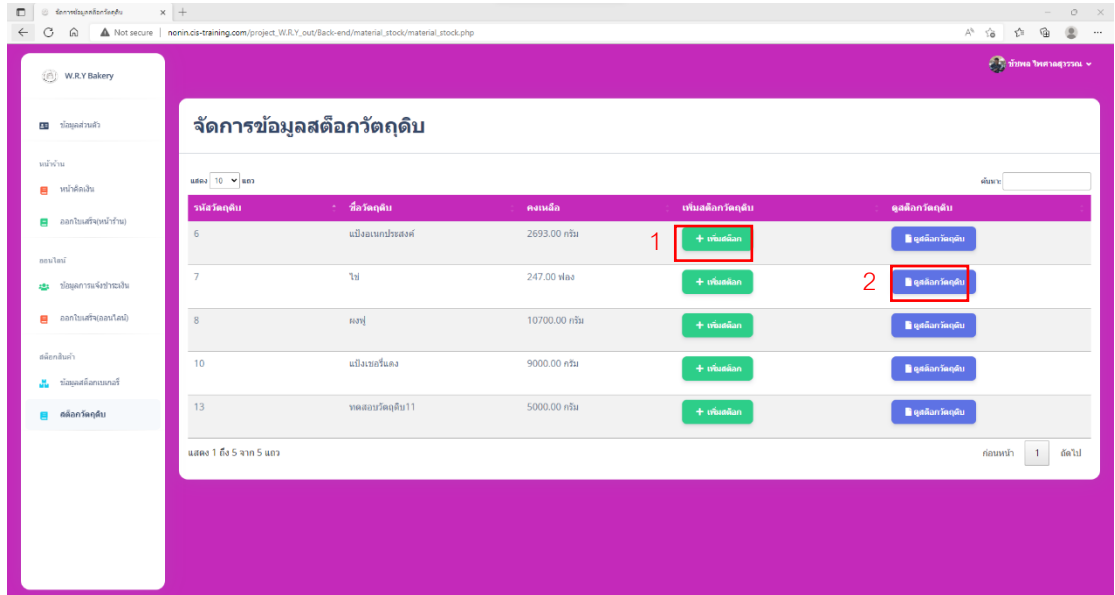 จัดการข้อมูลสต็อกวัตถุดิบ
Not secure | nonin.cis-training.com/project_W.R.Y_out/Back-end/material_stock/material_stock.php
W.R.Y Bakery
ข้อมูลส่วนตัว
หน้าร้าน
หน้าคิดเงิน
ออกใบเสร็จ(หน้าร้าน)
ออนไลน์
ข้อมูลการแจ้งชำระเงิน
ออกใบเสร็จ(ออนไลน์)
สต็อกสินค้า
ข้อมูลสต็อกเบเกอรี่
สต็อกวัตถุดิบ
จัดการข้อมูลสต็อกวัตถุดิบ
แสดง 10 แถว
ค้นหา:
รหัสวัตถุดิบ ชื่อวัตถุดิบ คงเหลือ เพิ่มสต็อกวัตถุดิบ ดูสต็อกวัตถุดิบ
6 แป้งอเนกประสงค์ 2693.00 กรัม 1 + เพิ่มสต็อก ดูสต็อกวัตถุดิบ
7 ไข่ 247.00 ฟอง + เพิ่มสต็อก 2 ดูสต็อกวัตถุดิบ
8 ผงฟู 10700.00 กรัม + เพิ่มสต็อก ดูสต็อกวัตถุดิบ
10 แป้งเชอรี่แดง 9000.00 กรัม + เพิ่มสต็อก ดูสต็อกวัตถุดิบ
13 ทดสอบวัตถุดิบ11 5000.00 กรัม + เพิ่มสต็อก ดูสต็อกวัตถุดิบ
แสดง 1 ถึง 5 จาก 5 แถว
ก่อนหน้า 1 ถัดไป